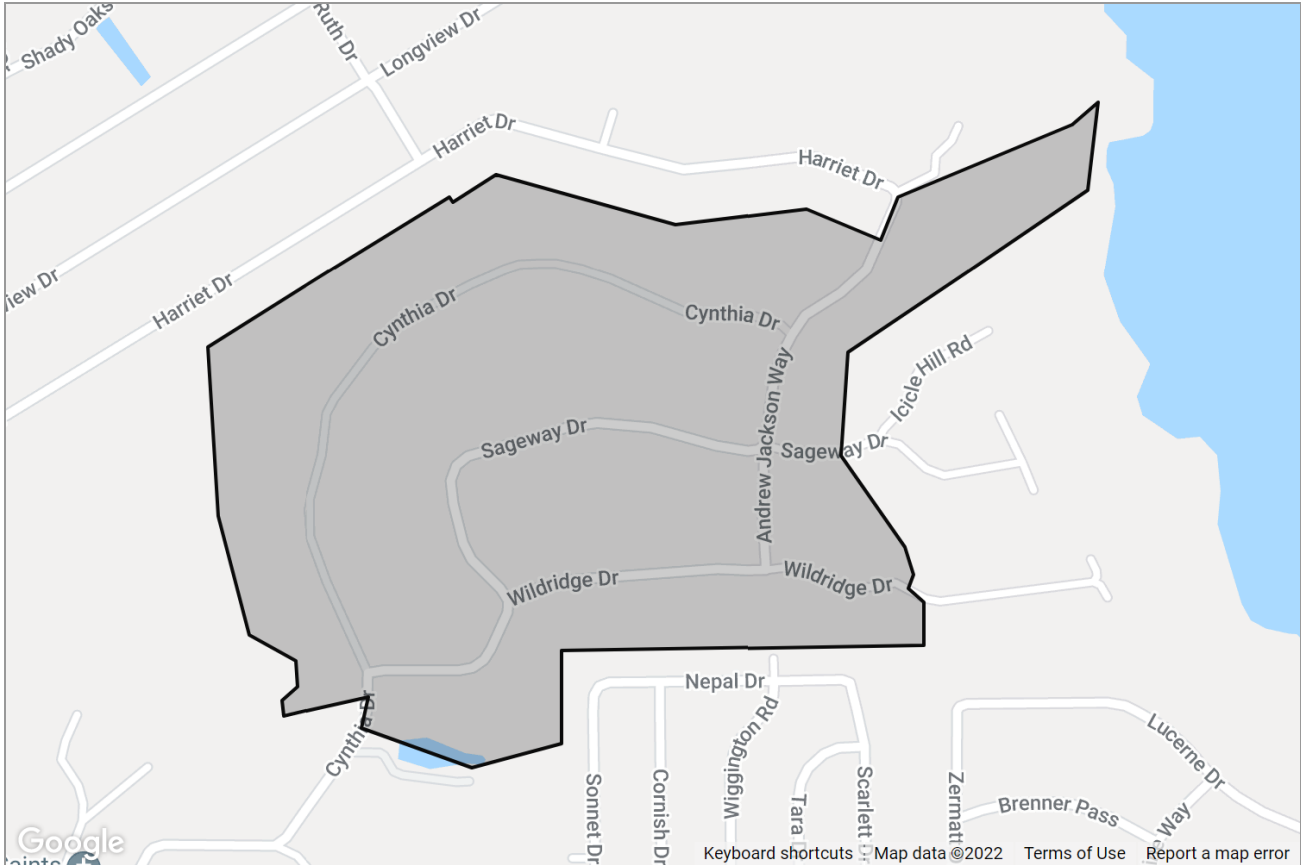 Shady Oaks
Ruth Dr
Longview Dr
Harriet Dr
Harriet Dr
view Dr
Harriet Dr
Cynthia Dr
Cynthia Dr
Icicle Hill Rd
Andrew Jackson Way
Sageway Dr
Sageway Dr
Wildridge Dr
Wildridge Dr
Nepal Dr
Cynthia Dr
Wiggington Rd
Lucerne Dr
Sonnet Dr
Cornish Dr
Tara D
Scarlett Dr
Zermatt
Brenner Pass
Way
Google
aints
Keyboard shortcuts
Map data ©2022
Terms of Use
Report a map error